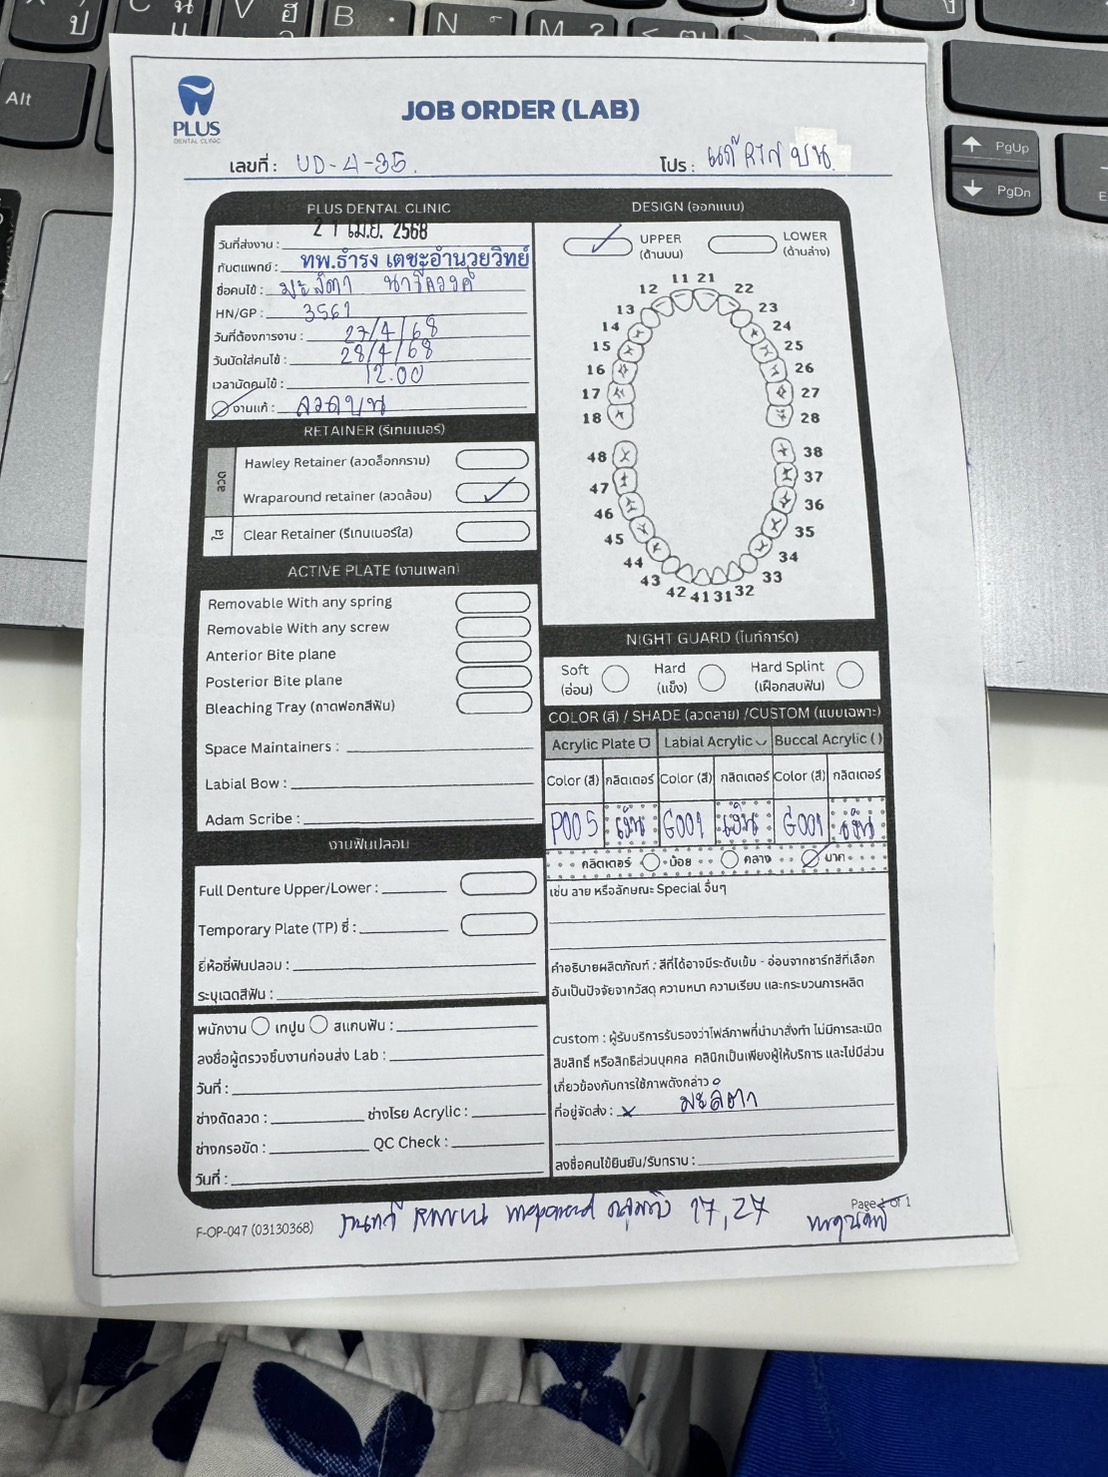 PLUS
DENTAL CLINIC
JOB ORDER (LAB)
เลขที่ : UD-4-35
โปร : บน
PLUS DENTAL CLINIC
วันที่ส่งงาน : 21 เม.ย. 2568
ทันตแพทย์ : ทพ.ธำรง เตชะอำนวยวิทย์
ชื่อคนไข้ :
HN/GP : 3561
วันที่ต้องการงาน : 27/4/68
วันนัดใส่คนไข้ : 28/4/68
เวลานัดคนไข้ : 12.00
งานแก้ : ลวดบน
RETAINER (รีเทนเนอร์)
ลวด
Hawley Retainer (ลวดล็อกกราม)
Wraparound retainer (ลวดล้อม)
ใส
Clear Retainer (รีเทนเนอร์ใส)
ACTIVE PLATE (งานเพลท)
Removable With any spring
Removable With any screw
Anterior Bite plane
Posterior Bite plane
Bleaching Tray (ถาดฟอกสีฟัน)
Space Maintainers :
Labial Bow :
Adam Scribe :
งานฟันปลอม
Full Denture Upper/Lower :
Temporary Plate (TP) ซี่ :
ยี่ห้อซี่ฟันปลอม :
ระบุเฉดสีฟัน :
พนักงาน เทปูน สแกนฟัน :
ลงชื่อผู้ตรวจชิ้นงานก่อนส่ง Lab :
วันที่ :
ช่างดัดลวด : ช่างโรย Acrylic :
ช่างกรอขัด : QC Check :
วันที่ :
DESIGN (ออกแบบ)
UPPER (ด้านบน) LOWER (ด้านล่าง)
11 21
12 22
13 23
14 24
15 25
16 26
17 27
18 28
48 38
47 37
46 36
45 35
44 34
43 33
42 41 31 32
NIGHT GUARD (ไนท์การ์ด)
Soft (อ่อน) Hard (แข็ง) Hard Splint (เฝือกสบฟัน)
COLOR (สี) / SHADE (ลวดลาย) /CUSTOM (แบบเฉพาะ)
Acrylic Plate Labial Acrylic Buccal Acrylic ( )
Color (สี) กลิตเตอร์ Color (สี) กลิตเตอร์ Color (สี) กลิตเตอร์
P005 เงิน G001 เงิน G001 เงิน
กลิตเตอร์ น้อย กลาง มาก
เช่น ลาย หรือลักษณะ Special อื่นๆ
คำอธิบายผลิตภัณฑ์ : สีที่ได้อาจมีระดับเข้ม - อ่อนจากชาร์ทสีที่เลือก
อันเป็นปัจจัยจากวัสดุ ความหนา ความเรียบ และกระบวนการผลิต
custom : ผู้รับบริการรับรองว่าไฟล์ภาพที่นำมาสั่งทำ ไม่มีการละเมิด
ลิขสิทธิ์ หรือสิทธิส่วนบุคคล คลินิกเป็นเพียงผู้ให้บริการ และไม่มีส่วน
เกี่ยวข้องกับการใช้ภาพดังกล่าว
ที่อยู่จัดส่ง : x
ลงชื่อคนไข้ยืนยัน/รับทราบ :
F-OP-047 (03130368)
17, 27
Page 1 of 1
Alt
PgUp
PgDn
C
V
B
N
M